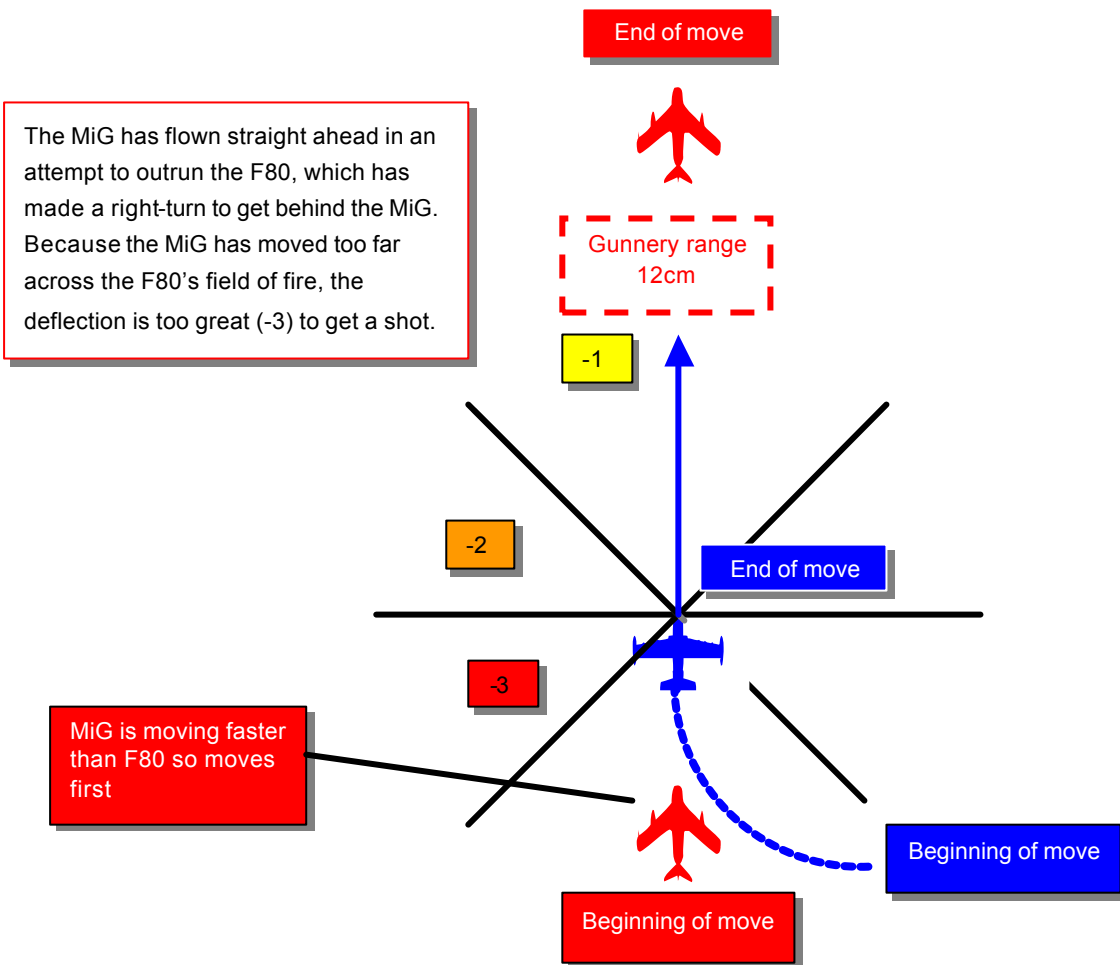 End of move
The MiG has flown straight ahead in an
attempt to outrun the F80, which has
made a right-turn to get behind the MiG.
Because the MiG has moved too far
across the F80's field of fire, the
deflection is too great (-3) to get a shot.
Gunnery range
12cm
-1
-2
End of move
-3
MiG is moving faster
than F80 so moves
first
Beginning of move
Beginning of move